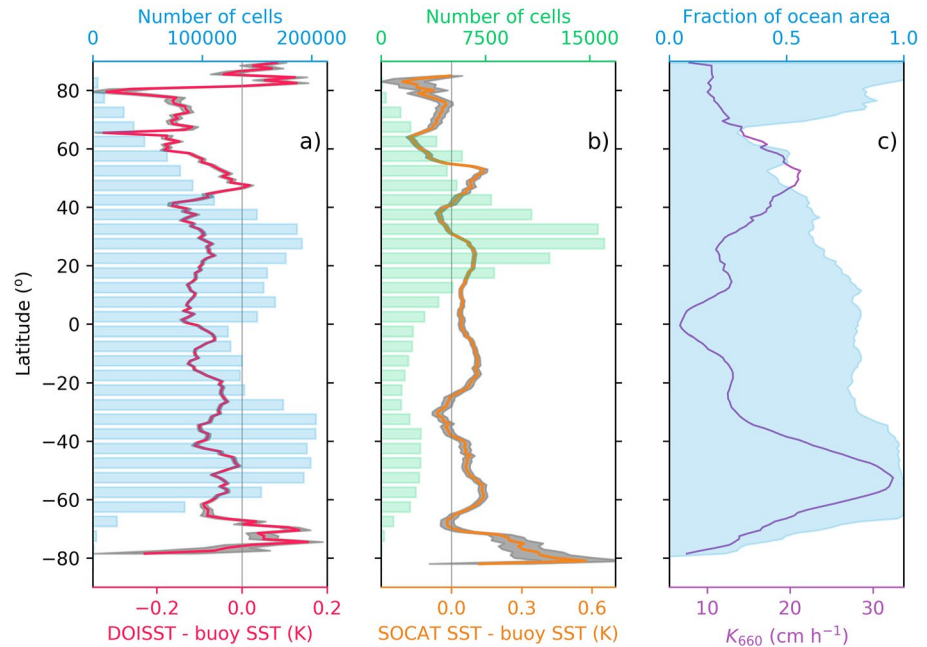 Number of cells
Number of cells
Fraction of ocean area
0 100000 200000
0 7500 15000
0.0 0.5 1.0
80
60
40
20
0
−20
−40
−60
−80
Latitude (°)
a)
b)
c)
−0.2 0.0 0.2
0.0 0.3 0.6
10 20 30
DOISST - buoy SST (K)
SOCAT SST - buoy SST (K)
K₆₆₀ (cm h⁻¹)